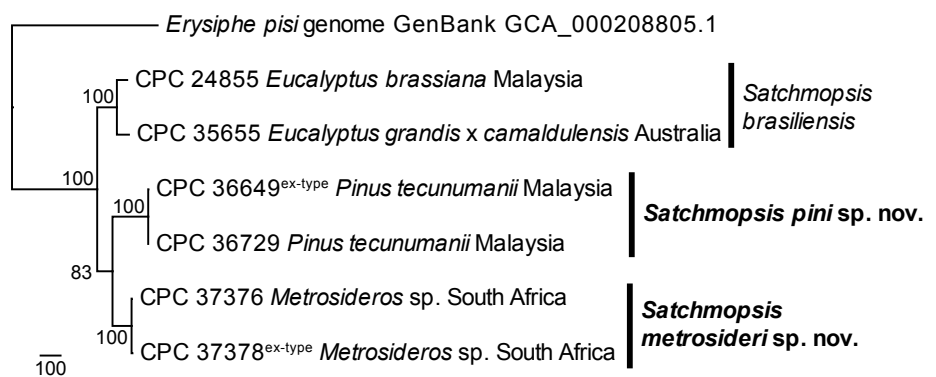 Erysiphe pisi genome GenBank GCA_000208805.1
100
CPC 24855 Eucalyptus brassiana Malaysia
CPC 35655 Eucalyptus grandis x camaldulensis Australia
Satchmopsis
brasiliensis
100
100
CPC 36649ex-type Pinus tecunumanii Malaysia
CPC 36729 Pinus tecunumanii Malaysia
Satchmopsis pini sp. nov.
83
100
CPC 37376 Metrosideros sp. South Africa
CPC 37378ex-type Metrosideros sp. South Africa
Satchmopsis
metrosideri sp. nov.
100